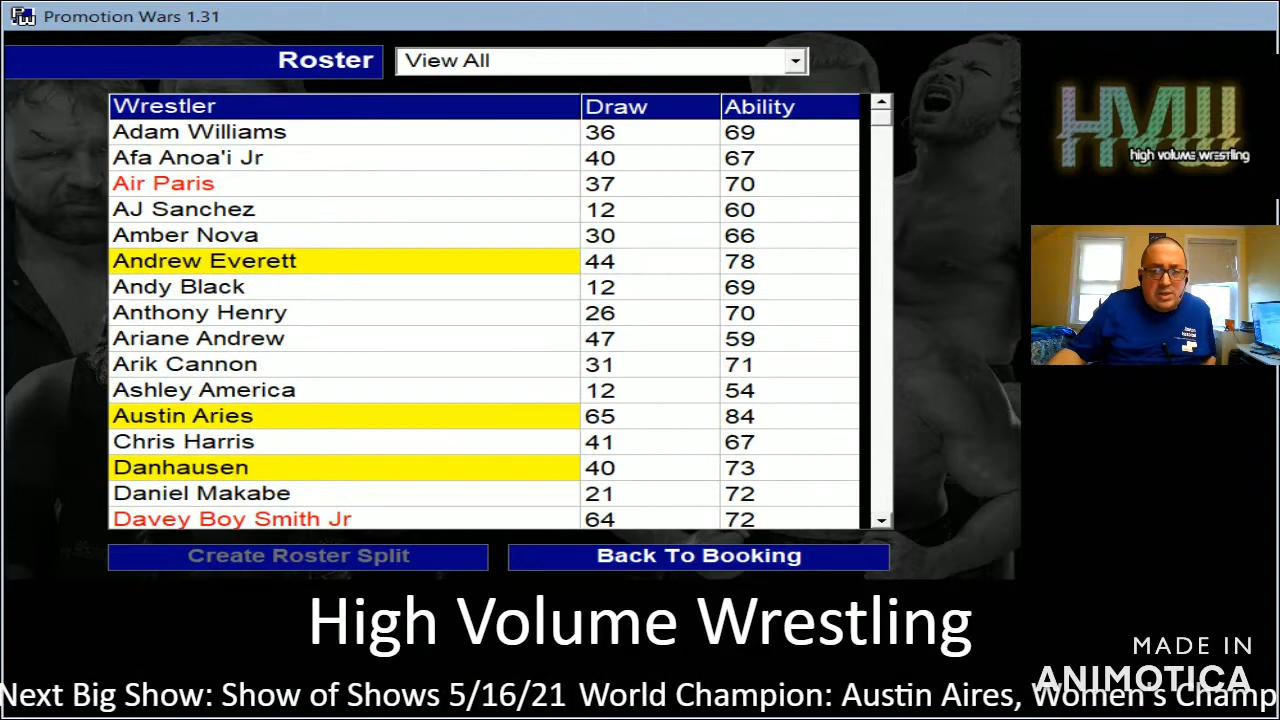 Promotion Wars 1.31
Roster View All
Wrestler Draw Ability
Adam Williams 36 69
Afa Anoa'i Jr 40 67
Air Paris 37 70
AJ Sanchez 12 60
Amber Nova 30 66
Andrew Everett 44 78
Andy Black 12 69
Anthony Henry 26 70
Ariane Andrew 47 59
Arik Cannon 31 71
Ashley America 12 54
Austin Aries 65 84
Chris Harris 41 67
Danhausen 40 73
Daniel Makabe 21 72
Davey Boy Smith Jr 64 72
Create Roster Split Back To Booking
HVW
high volume wrestling
High Volume Wrestling
MADE IN
ANIMOTICA
Next Big Show: Show of Shows 5/16/21 World Champion: Austin Aires, Women's Champ